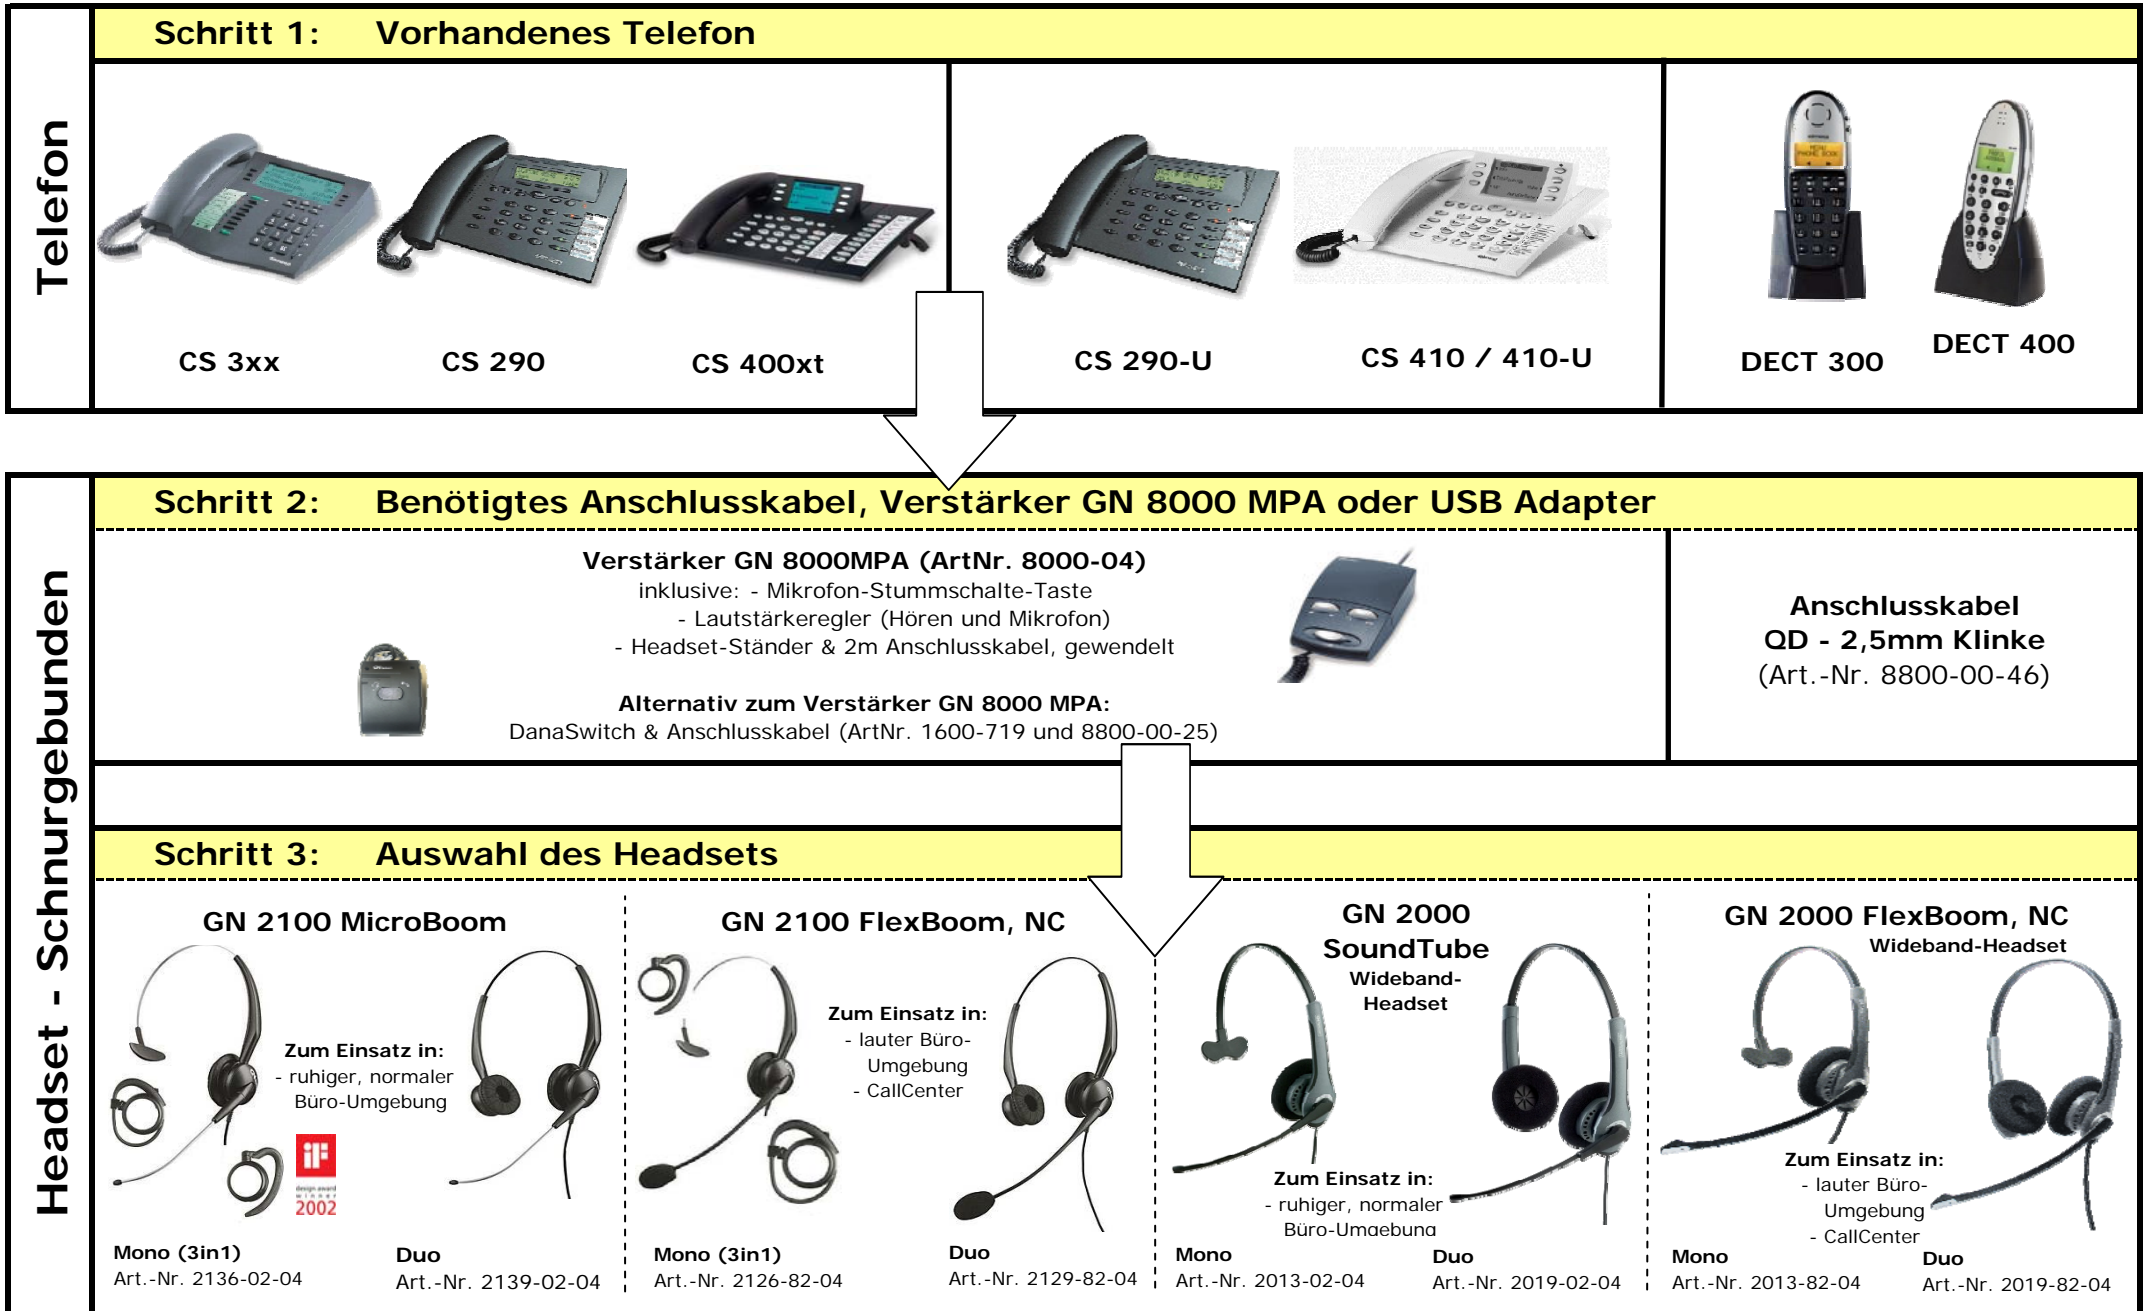 Telefon
Schritt 1: Vorhandenes Telefon
CS 3xx
CS 290
CS 400xt
CS 290-U
CS 410 / 410-U
DECT 300
DECT 400
Headset - Schnurgebunden
Schritt 2: Benötigtes Anschlusskabel, Verstärker GN 8000 MPA oder USB Adapter
Verstärker GN 8000MPA (ArtNr. 8000-04)
inklusive: - Mikrofon-Stummschalte-Taste
- Lautstärkeregler (Hören und Mikrofon)
- Headset-Ständer & 2m Anschlusskabel, gewendelt
Alternativ zum Verstärker GN 8000 MPA:
DanaSwitch & Anschlusskabel (ArtNr. 1600-719 und 8800-00-25)
Anschlusskabel
QD - 2,5mm Klinke
(Art.-Nr. 8800-00-46)
Schritt 3: Auswahl des Headsets
GN 2100 MicroBoom
Zum Einsatz in:
- ruhiger, normaler
Büro-Umgebung
iF
design award
winner
2002
Mono (3in1)
Art.-Nr. 2136-02-04
Duo
Art.-Nr. 2139-02-04
GN 2100 FlexBoom, NC
Zum Einsatz in:
- lauter Büro-
Umgebung
- CallCenter
Mono (3in1)
Art.-Nr. 2126-82-04
Duo
Art.-Nr. 2129-82-04
GN 2000
SoundTube
Wideband-
Headset
Zum Einsatz in:
- ruhiger, normaler
Büro-Umgebung
Mono
Art.-Nr. 2013-02-04
Duo
Art.-Nr. 2019-02-04
GN 2000 FlexBoom, NC
Wideband-Headset
Zum Einsatz in:
- lauter Büro-
Umgebung
- CallCenter
Mono
Art.-Nr. 2013-82-04
Duo
Art.-Nr. 2019-82-04